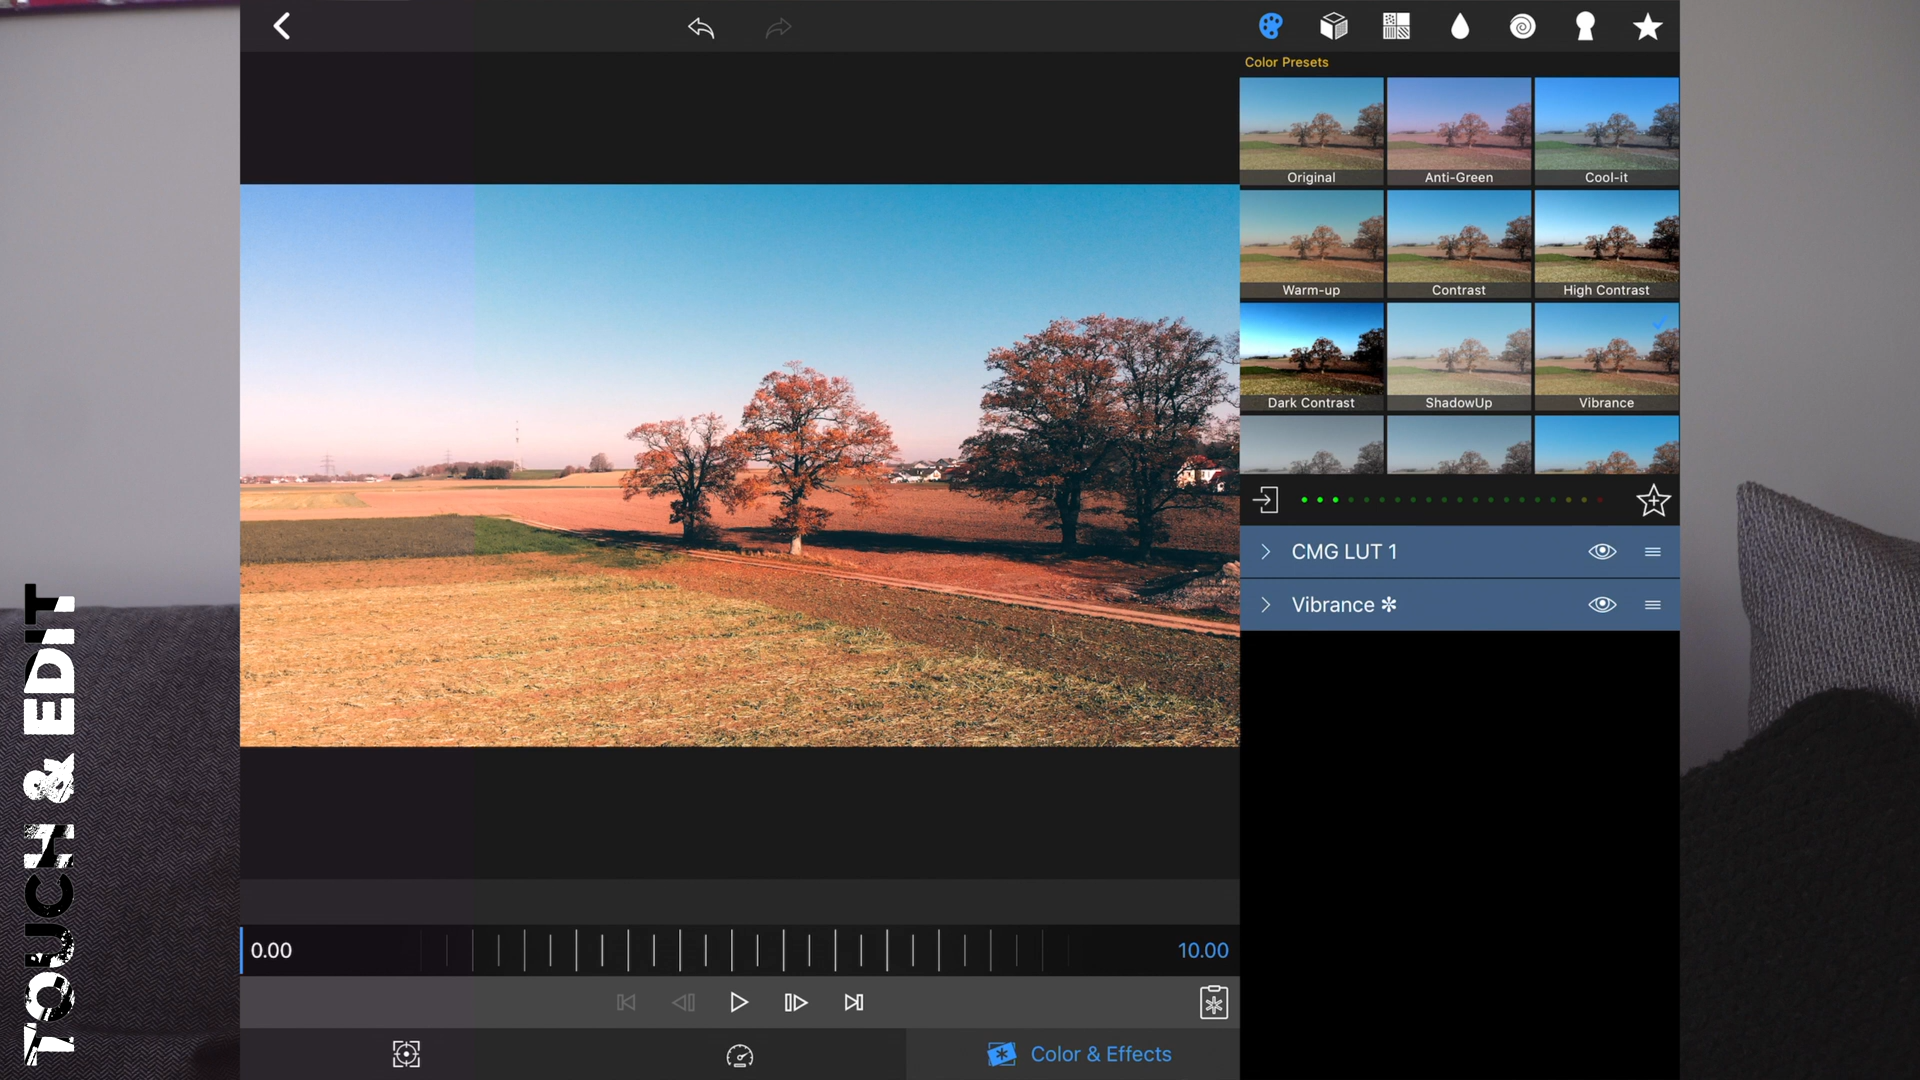 Color Presets
Original
Anti-Green
Cool-it
Warm-up
Contrast
High Contrast
Dark Contrast
ShadowUp
Vibrance
CMG LUT 1
Vibrance ✻
0.00
10.00
Color & Effects
TOUCH & EDIT